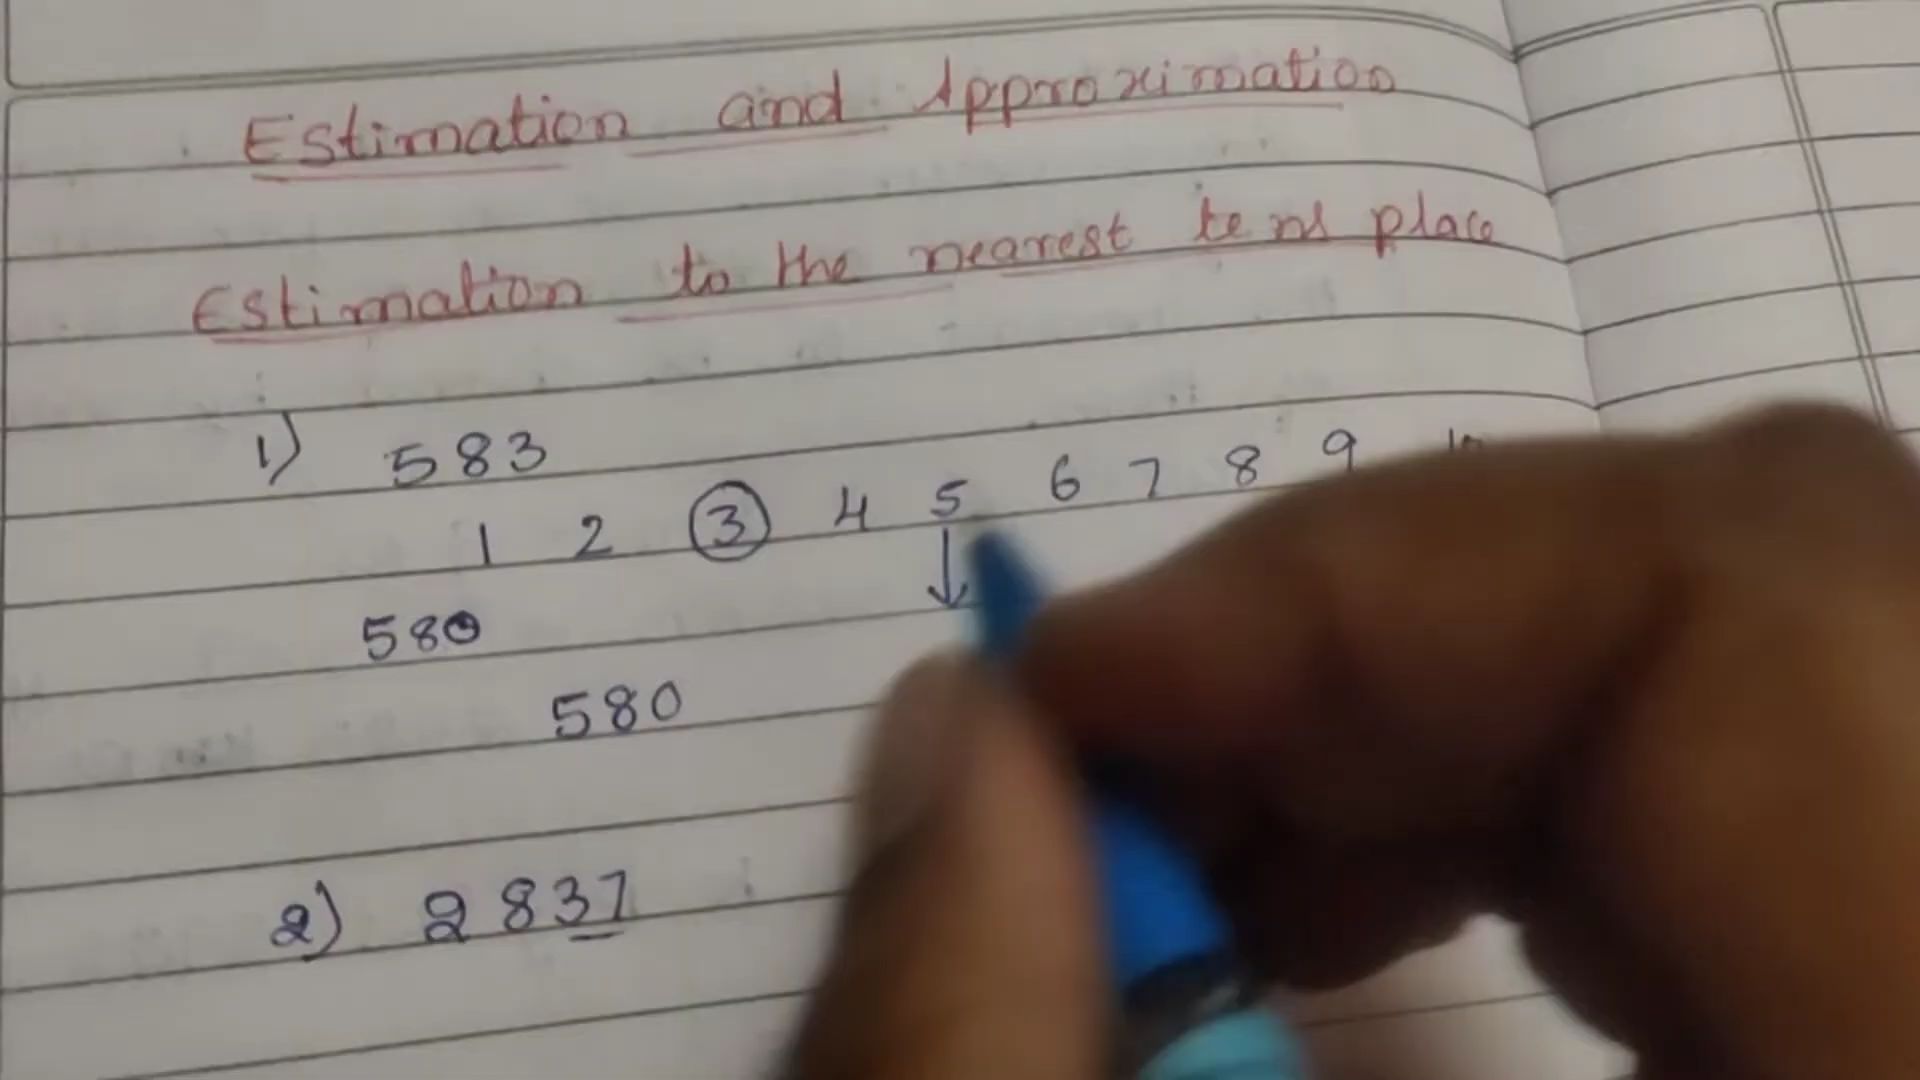 Estimation and Approximation
Estimation to the nearest tens place
1) 583
1 2 3 4 5 6 7 8 9 10
580
580
2) 2837